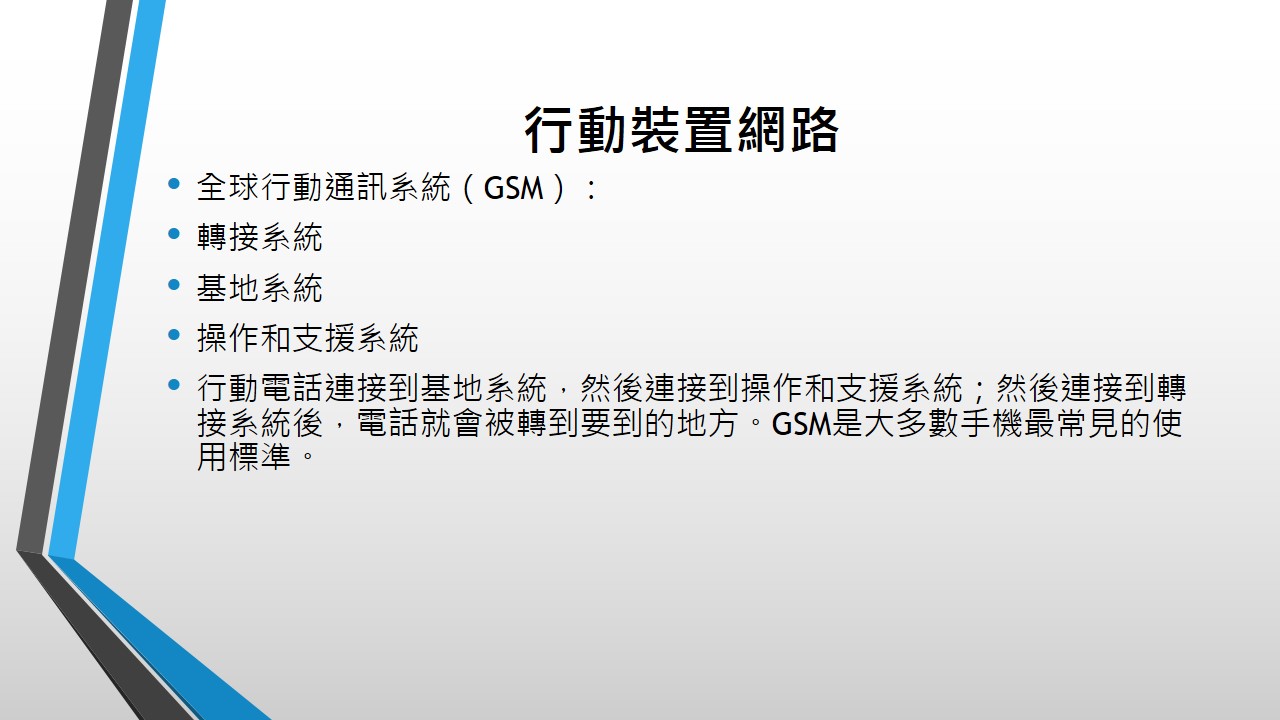 行動裝置網路
• 全球行動通訊系統（GSM）：
• 轉接系統
• 基地系統
• 操作和支援系統
• 行動電話連接到基地系統，然後連接到操作和支援系統；然後連接到轉
接系統後，電話就會被轉到要到的地方。GSM是大多數手機最常見的使
用標準。